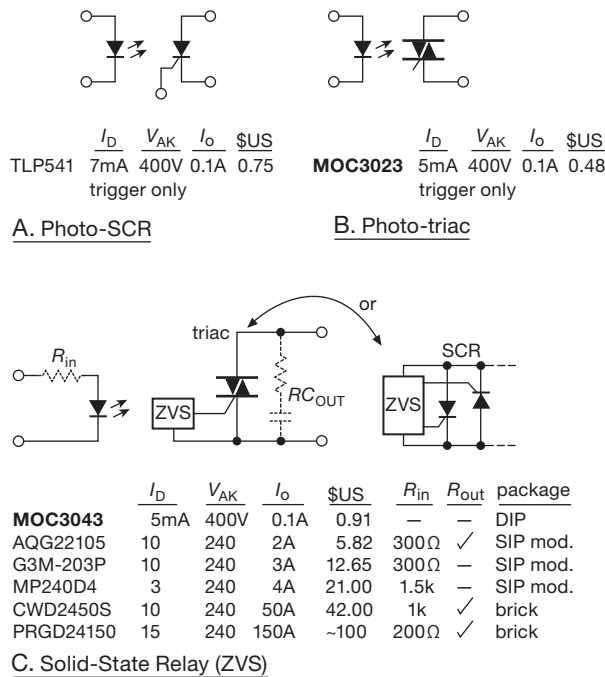 I_D V_AK I_o $US
TLP541 7mA 400V 0.1A 0.75
trigger only
A. Photo-SCR
I_D V_AK I_o $US
MOC3023 5mA 400V 0.1A 0.48
trigger only
B. Photo-triac
or
triac
R_in
ZVS
RC_OUT
SCR
ZVS
I_D V_AK I_o $US R_in R_out package
MOC3043 5mA 400V 0.1A 0.91 – – DIP
AQG22105 10 240 2A 5.82 300Ω ✓ SIP mod.
G3M-203P 10 240 3A 12.65 300Ω – SIP mod.
MP240D4 3 240 4A 21.00 1.5k – SIP mod.
CWD2450S 10 240 50A 42.00 1k ✓ brick
PRGD24150 15 240 150A ~100 200Ω ✓ brick
C. Solid-State Relay (ZVS)